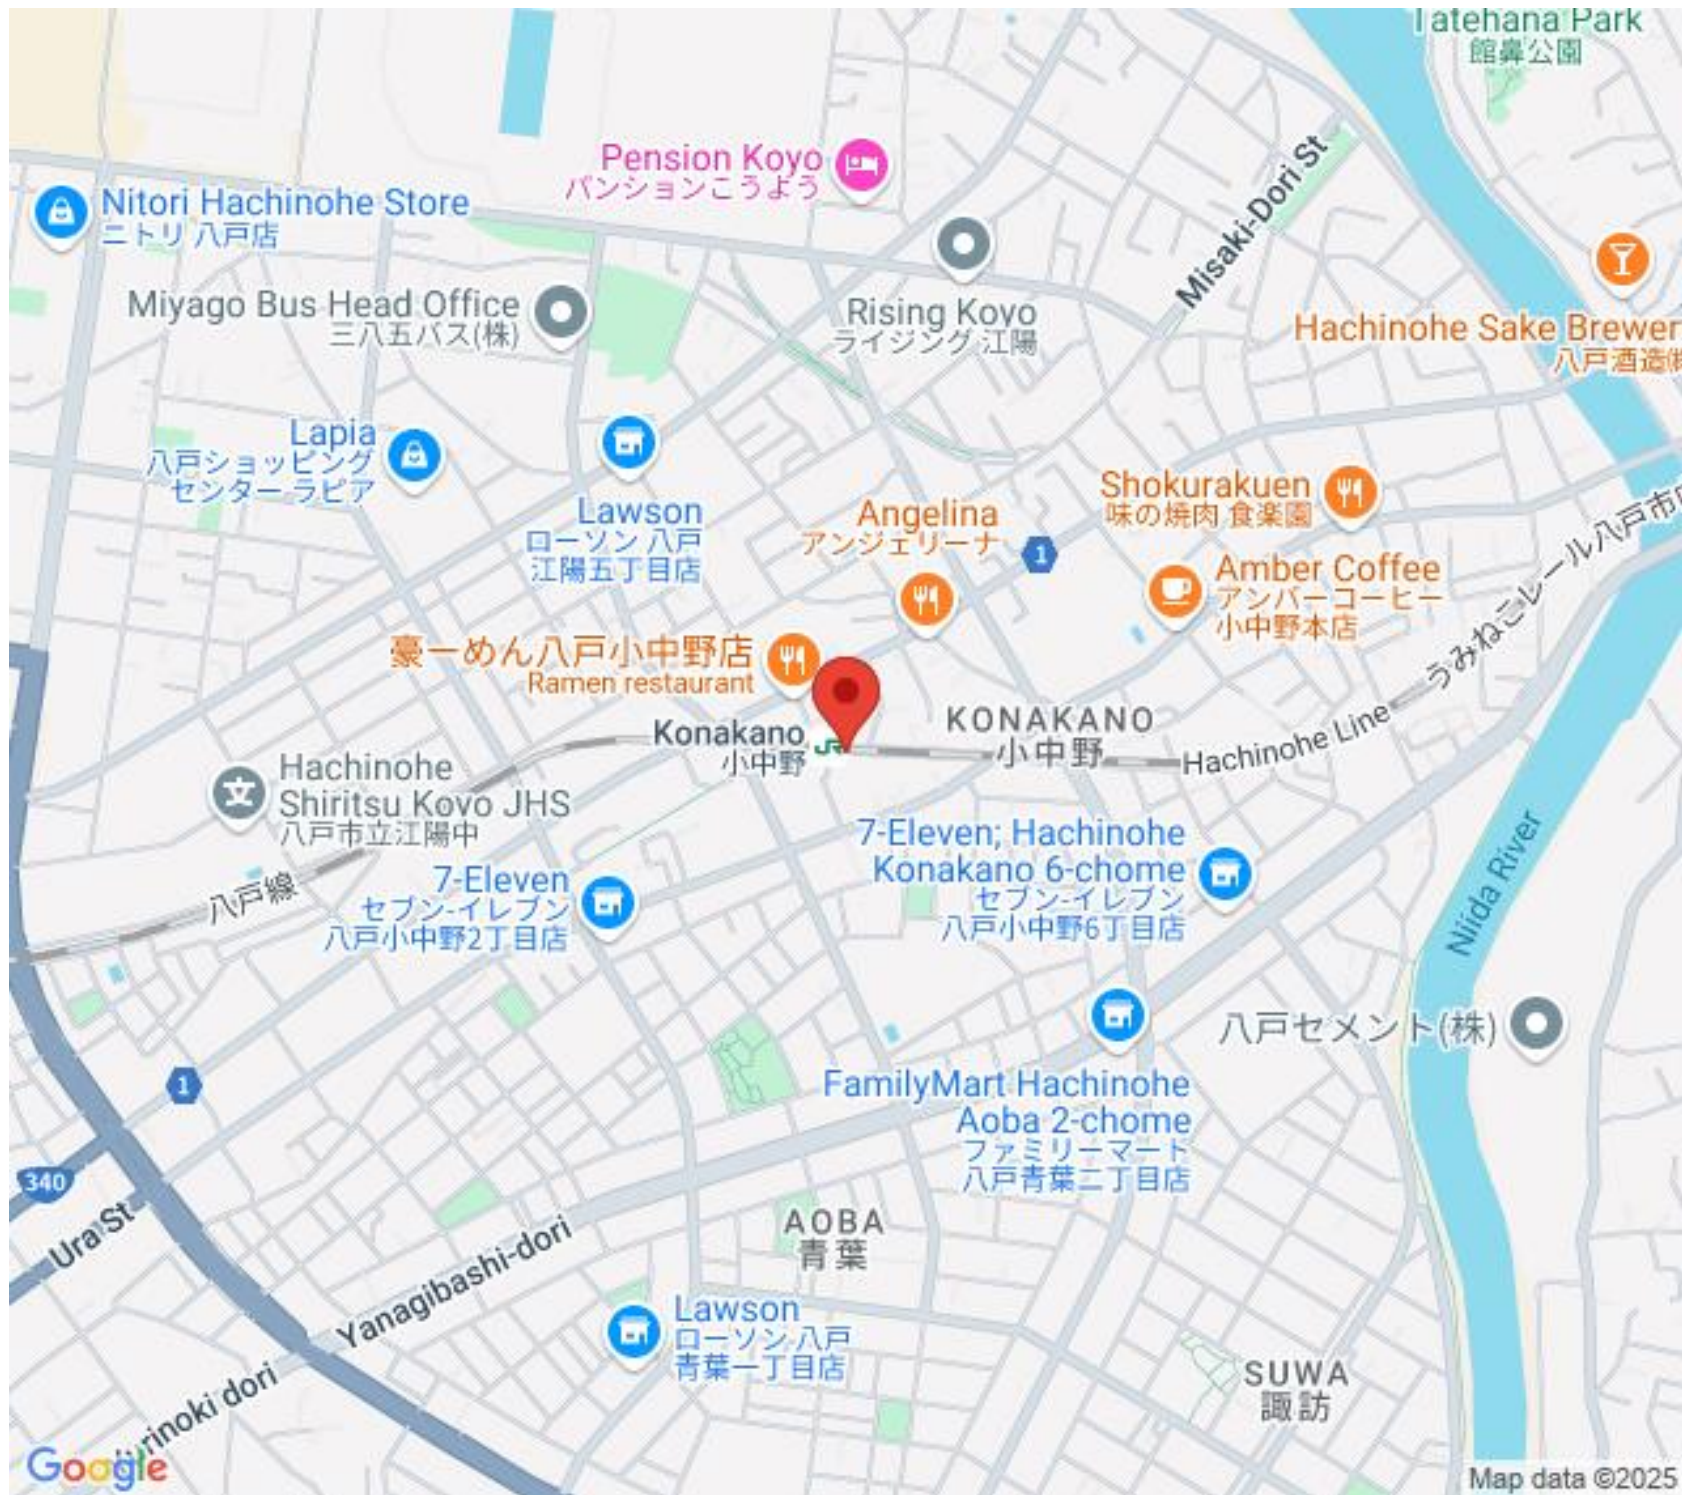 Tatehana Park
館鼻公園
Pension Koyo
パンションこうよう
Misaki-Dori St
Nitori Hachinohe Store
ニトリ 八戸店
Miyago Bus Head Office
三八五バス(株)
Rising Koyo
ライジング 江陽
Hachinohe Sake Brewer
八戸酒造㈱
Lapia
八戸ショッピング
センター ラピア
Lawson
ローソン 八戸
江陽五丁目店
Angelina
アンジェリーナ
1
Shokurakuen
味の焼肉 食楽園
Amber Coffee
アンバーコーヒー
小中野本店
うみねこレール八戸市
豪ーめん八戸小中野店
Ramen restaurant
Konakano
小中野
JR
KONAKANO
小中野
Hachinohe Line
Hachinohe
Shiritsu Koyo JHS
八戸市立江陽中
八戸線
7-Eleven
セブン-イレブン
八戸小中野2丁目店
7-Eleven; Hachinohe
Konakano 6-chome
セブン-イレブン
八戸小中野6丁目店
Niida River
八戸セメント(株)
1
FamilyMart Hachinohe
Aoba 2-chome
ファミリーマート
八戸青葉二丁目店
340
Ura St
Yanagibashi-dori
AOBA
青葉
Lawson
ローソン 八戸
青葉一丁目店
SUWA
諏訪
rinoki dori
Google
Map data ©2025